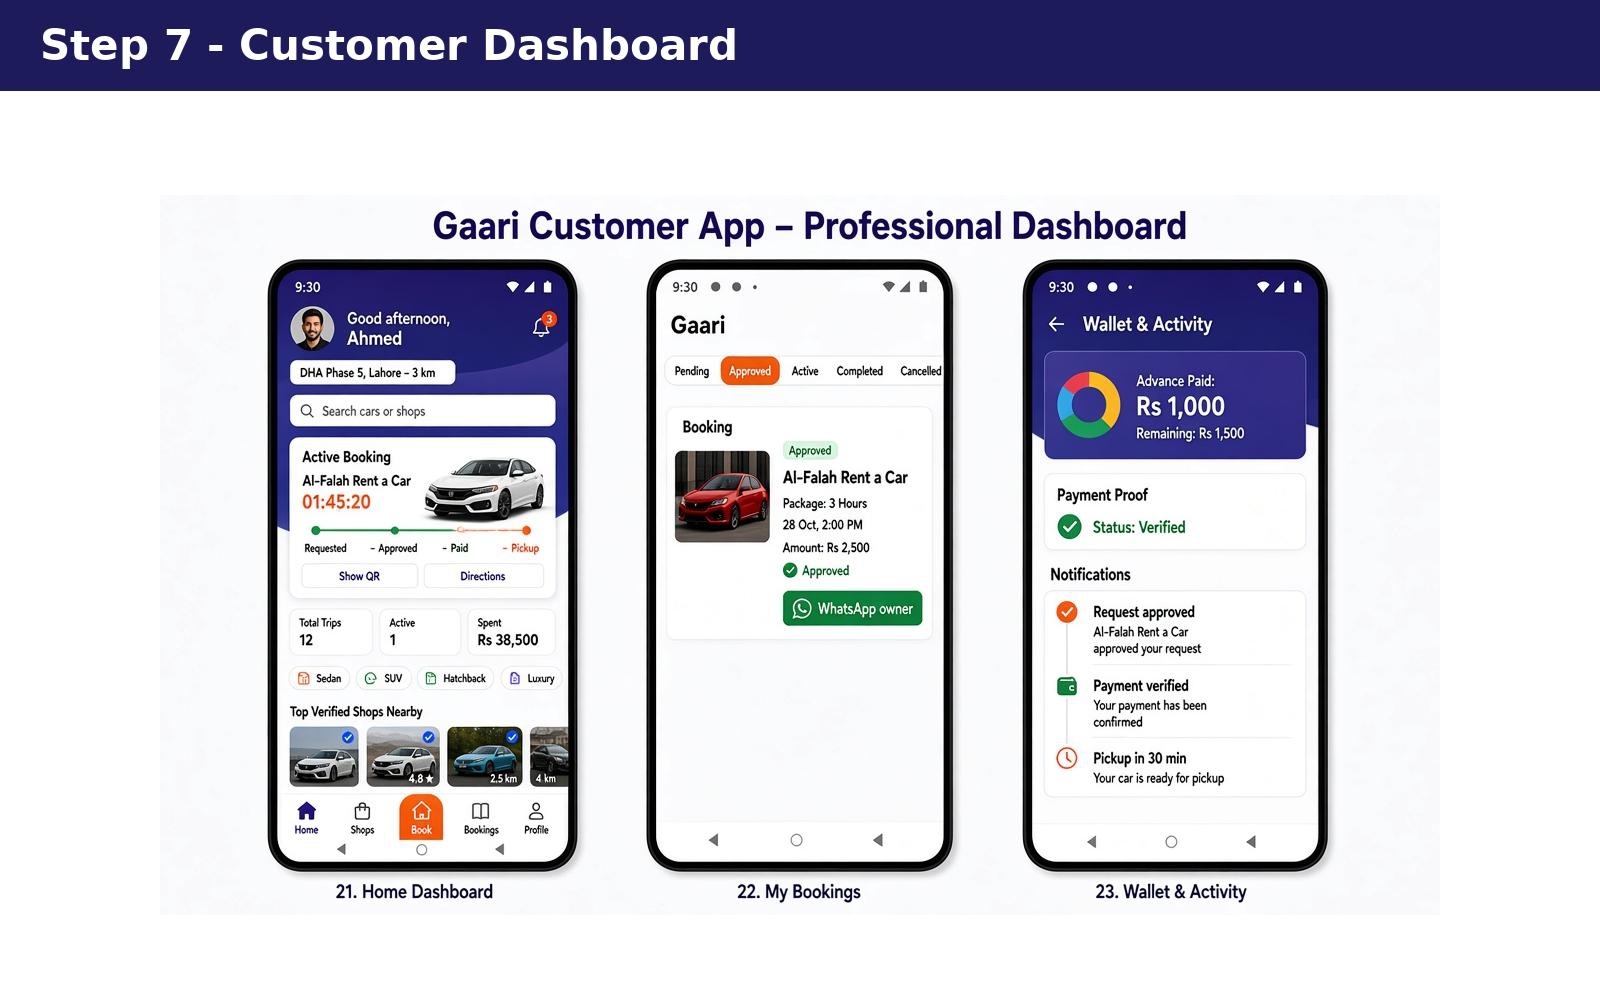 Step 7 - Customer Dashboard
Gaari Customer App – Professional Dashboard
9:30
Good afternoon,
Ahmed
3
DHA Phase 5, Lahore – 3 km
Search cars or shops
Active Booking
Al-Falah Rent a Car
01:45:20
Requested – Approved – Paid – Pickup
Show QR Directions
Total Trips Active Spent
12 1 Rs 38,500
Sedan SUV Hatchback Luxury
Top Verified Shops Nearby
4.8 ★ 2.5 km 4 km
Home Shops Book Bookings Profile
21. Home Dashboard
9:30
Gaari
Pending Approved Active Completed Cancelled
Booking
Approved
Al-Falah Rent a Car
Package: 3 Hours
28 Oct, 2:00 PM
Amount: Rs 2,500
Approved
WhatsApp owner
22. My Bookings
9:30
Wallet & Activity
Advance Paid:
Rs 1,000
Remaining: Rs 1,500
Payment Proof
Status: Verified
Notifications
Request approved
Al-Falah Rent a Car
approved your request
Payment verified
Your payment has been
confirmed
Pickup in 30 min
Your car is ready for pickup
23. Wallet & Activity